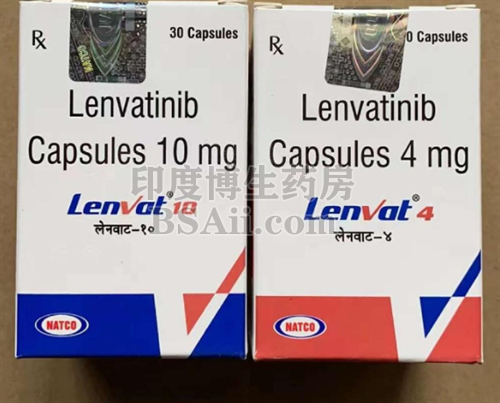 Rx
30 Capsules
Lenvatinib
Capsules 10 mg
Lenvat® 10
लेनवाट-१०
NATCO
Rx
0 Capsules
Lenvatinib
Capsules 4 mg
Lenvat® 4
लेनवाट-४
NATCO
印度博生药房
BSAii.com